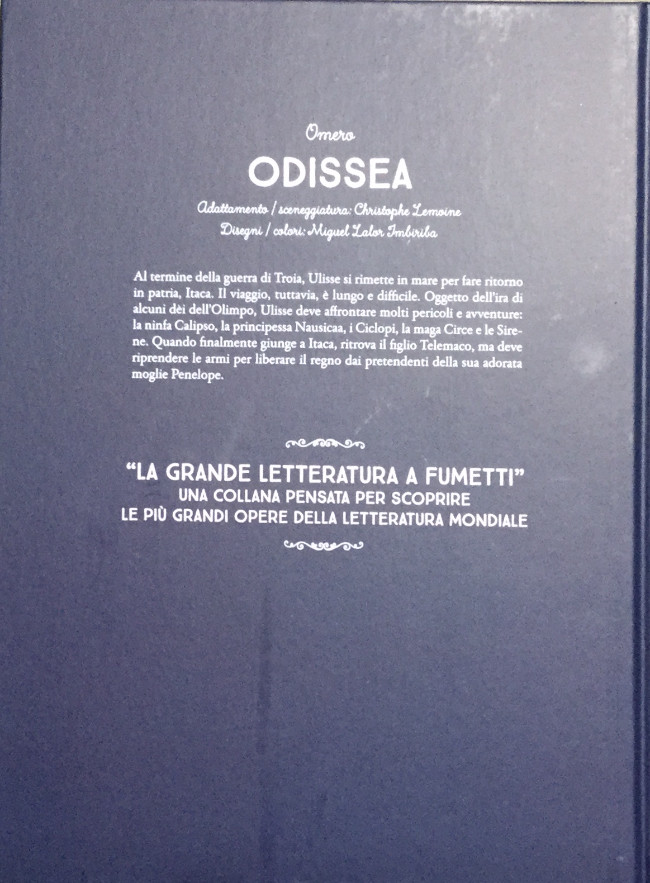 Omero
ODISSEA
Adattamento / sceneggiatura: Christophe Lemoine
Disegni / colori: Miguel Lalor Imbiriba
Al termine della guerra di Troia, Ulisse si rimette in mare per fare ritorno
in patria, Itaca. Il viaggio, tuttavia, è lungo e difficile. Oggetto dell'ira di
alcuni dèi dell'Olimpo, Ulisse deve affrontare molti pericoli e avventure:
la ninfa Calipso, la principessa Nausicaa, i Ciclopi, la maga Circe e le Sire-
ne. Quando finalmente giunge a Itaca, ritrova il figlio Telemaco, ma deve
riprendere le armi per liberare il regno dai pretendenti della sua adorata
moglie Penelope.
"LA GRANDE LETTERATURA A FUMETTI"
UNA COLLANA PENSATA PER SCOPRIRE
LE PIÙ GRANDI OPERE DELLA LETTERATURA MONDIALE